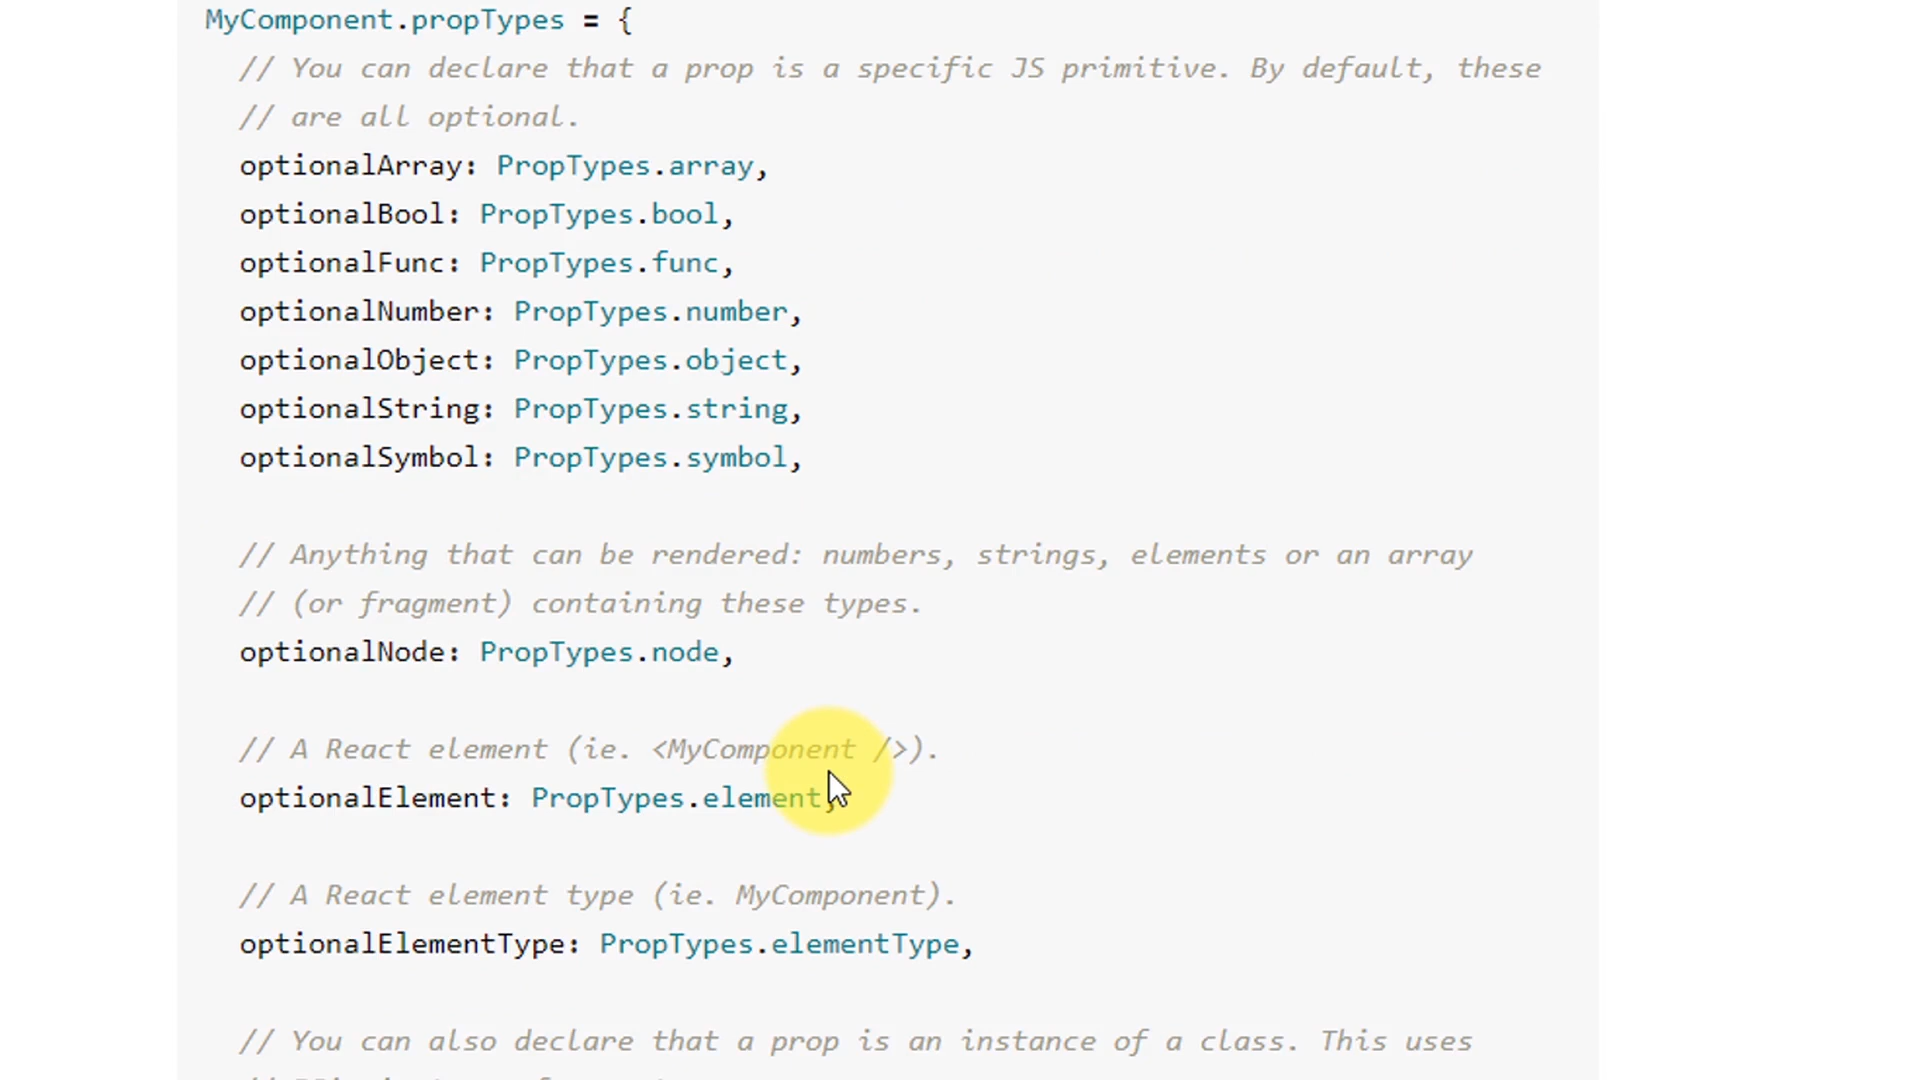 MyComponent.propTypes = {
// You can declare that a prop is a specific JS primitive. By default, these
// are all optional.
optionalArray: PropTypes.array,
optionalBool: PropTypes.bool,
optionalFunc: PropTypes.func,
optionalNumber: PropTypes.number,
optionalObject: PropTypes.object,
optionalString: PropTypes.string,
optionalSymbol: PropTypes.symbol,
// Anything that can be rendered: numbers, strings, elements or an array
// (or fragment) containing these types.
optionalNode: PropTypes.node,
// A React element (ie. <MyComponent />).
optionalElement: PropTypes.element,
// A React element type (ie. MyComponent).
optionalElementType: PropTypes.elementType,
// You can also declare that a prop is an instance of a class. This uses